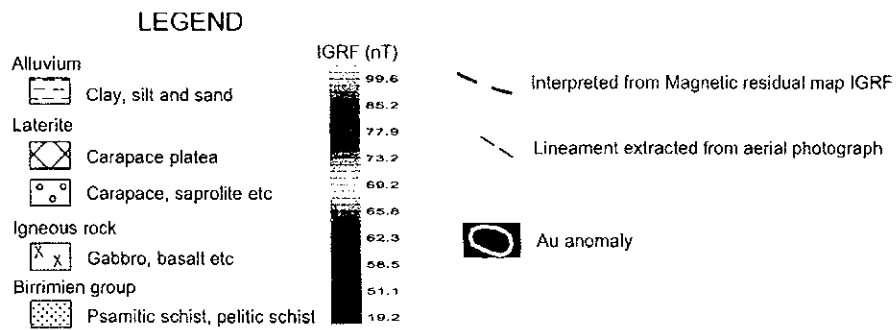 LEGEND
Alluvium
Clay, silt and sand
Laterite
Carapace platea
Carapace, saprolite etc
Igneous rock
x x
Gabbro, basalt etc
Birrimien group
Psamitic schist, pelitic schist
IGRF (nT)
99.6
85.2
77.9
73.2
69.2
65.8
62.3
58.5
51.1
19.2
Interpreted from Magnetic residual map IGRF
Lineament extracted from aerial photograph
Au anomaly